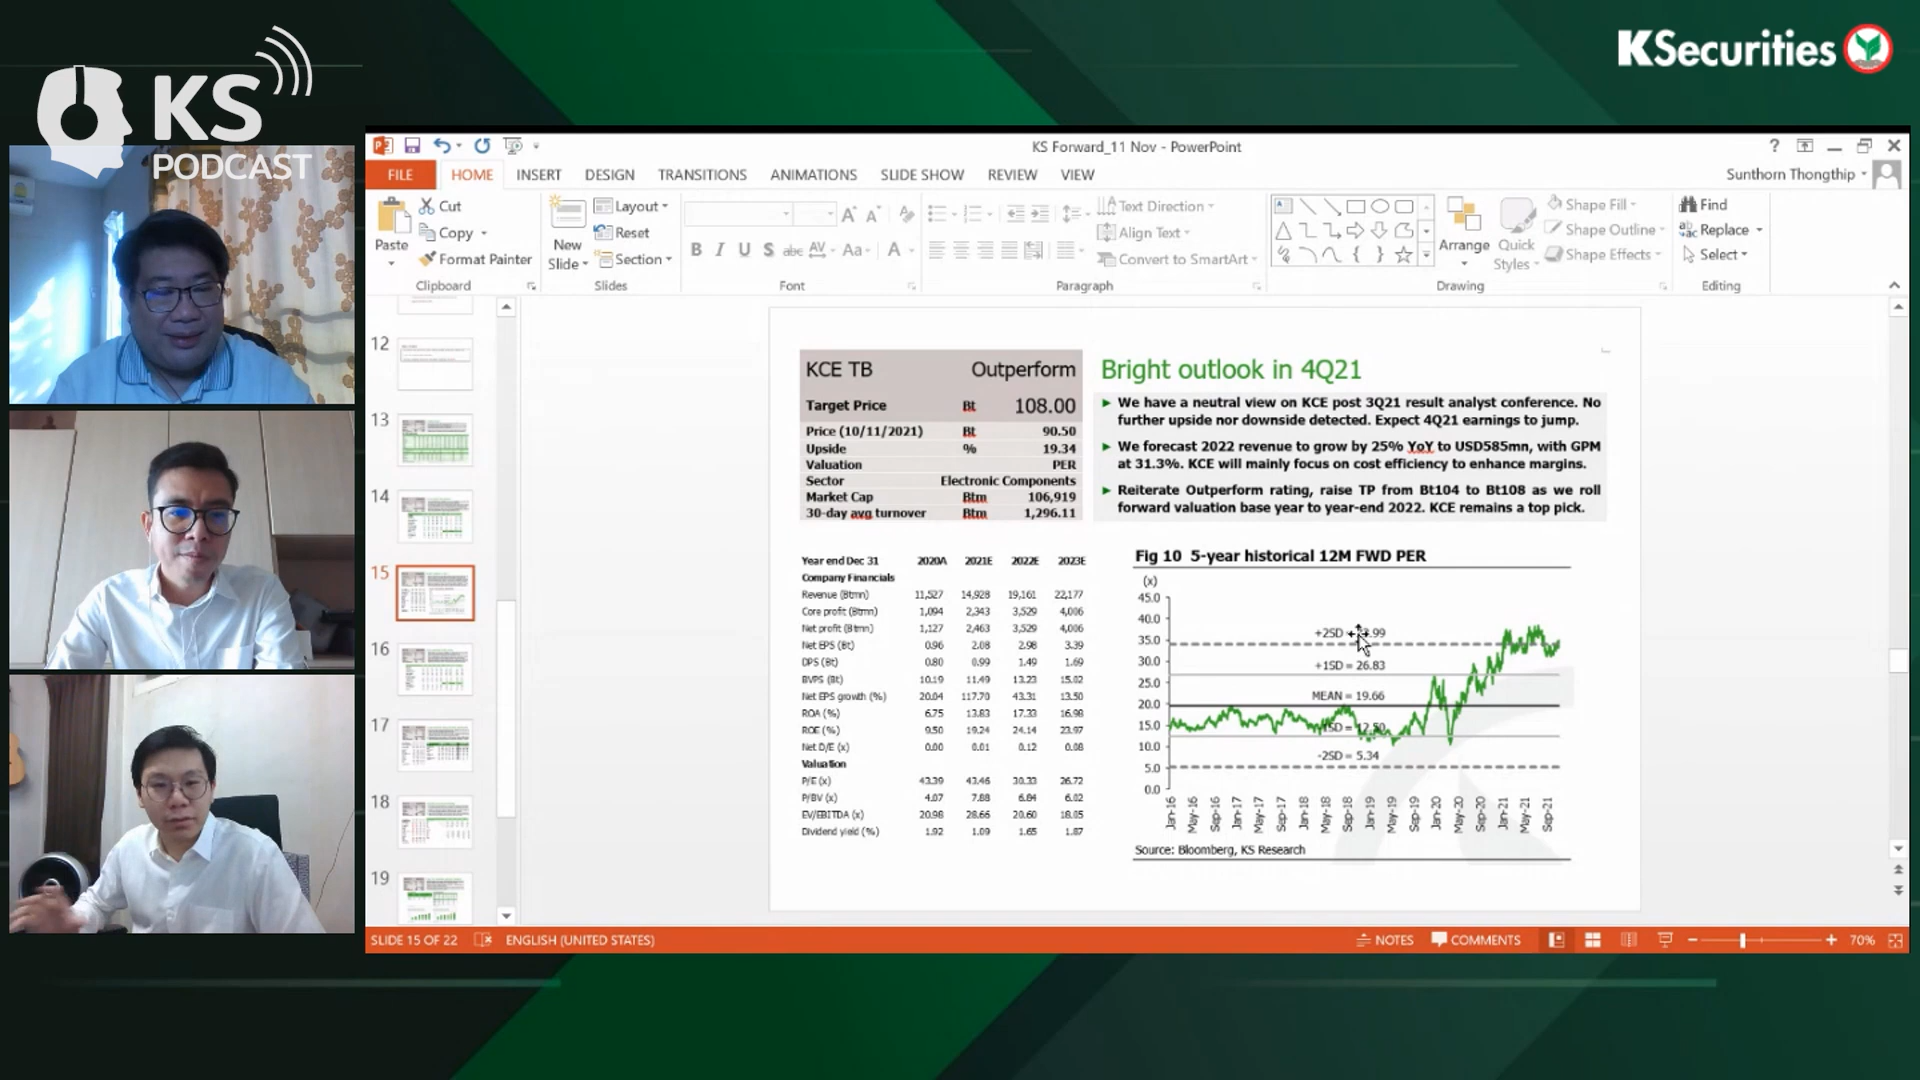 KS
PODCAST
KSecurities
KS Forward_11 Nov - PowerPoint
?
FILE
HOME
INSERT
DESIGN
TRANSITIONS
ANIMATIONS
SLIDE SHOW
REVIEW
VIEW
Sunthorn Thongthip
Paste
Cut
Copy
Format Painter
Clipboard
New
Slide
Layout
Reset
Section
Slides
B I U S abc AV Aa A
Font
Text Direction
Align Text
Convert to SmartArt
Paragraph
Arrange
Quick
Styles
Shape Fill
Shape Outline
Shape Effects
Drawing
Find
Replace
Select
Editing
12
13
14
15
16
17
18
19
KCE TB Outperform
Target Price Bt 108.00
Price (10/11/2021) Bt 90.50
Upside % 19.34
Valuation PER
Sector Electronic Components
Market Cap Btm 106,919
30-day avg turnover Btm 1,296.11
Bright outlook in 4Q21
We have a neutral view on KCE post 3Q21 result analyst conference. No
further upside nor downside detected. Expect 4Q21 earnings to jump.
We forecast 2022 revenue to grow by 25% YoY to USD585mn, with GPM
at 31.3%. KCE will mainly focus on cost efficiency to enhance margins.
Reiterate Outperform rating, raise TP from Bt104 to Bt108 as we roll
forward valuation base year to year-end 2022. KCE remains a top pick.
Year end Dec 31 2020A 2021E 2022E 2023E
Company Financials
Revenue (Btmn) 11,527 14,928 19,161 22,177
Core profit (Btmn) 1,094 2,343 3,529 4,006
Net profit (Btmn) 1,127 2,463 3,529 4,006
Net EPS (Bt) 0.96 2.08 2.98 3.39
DPS (Bt) 0.80 0.99 1.49 1.69
BVPS (Bt) 10.19 11.49 13.23 15.02
Net EPS growth (%) 20.04 117.70 43.31 13.50
ROA (%) 6.75 13.83 17.33 16.98
ROE (%) 9.50 19.24 24.14 23.97
Net D/E (x) 0.00 0.01 0.12 0.08
Valuation
P/E (x) 43.39 43.46 30.33 26.72
P/BV (x) 4.07 7.88 6.84 6.02
EV/EBITDA (x) 20.98 28.66 20.60 18.05
Dividend yield (%) 1.92 1.09 1.65 1.87
Fig 10 5-year historical 12M FWD PER
(x)
45.0
40.0
35.0
30.0
25.0
20.0
15.0
10.0
5.0
0.0
+2SD
+1SD = 26.83
MEAN = 19.66
-1SD = 12.50
-2SD = 5.34
Jan-16 May-16 Sep-16 Jan-17 May-17 Sep-17 Jan-18 May-18 Sep-18 Jan-19 May-19 Sep-19 Jan-20 May-20 Sep-20 Jan-21 May-21 Sep-21
Source: Bloomberg, KS Research
SLIDE 15 OF 22
ENGLISH (UNITED STATES)
NOTES
COMMENTS
70%